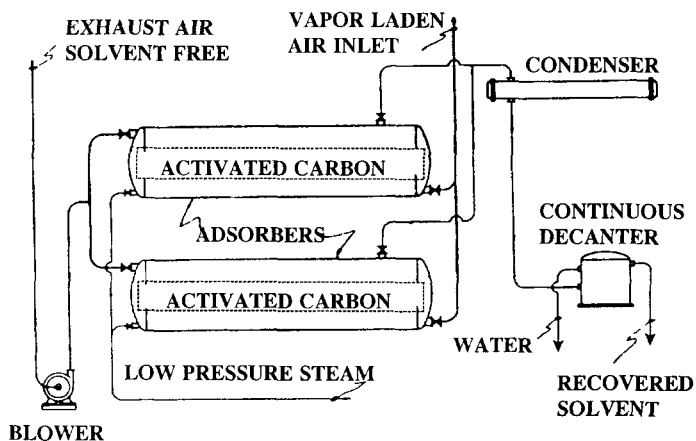 EXHAUST AIR
SOLVENT FREE
VAPOR LADEN
AIR INLET
CONDENSER
ACTIVATED CARBON
ADSORBERS
CONTINUOUS
DECANTER
ACTIVATED CARBON
WATER
LOW PRESSURE STEAM
RECOVERED
SOLVENT
BLOWER